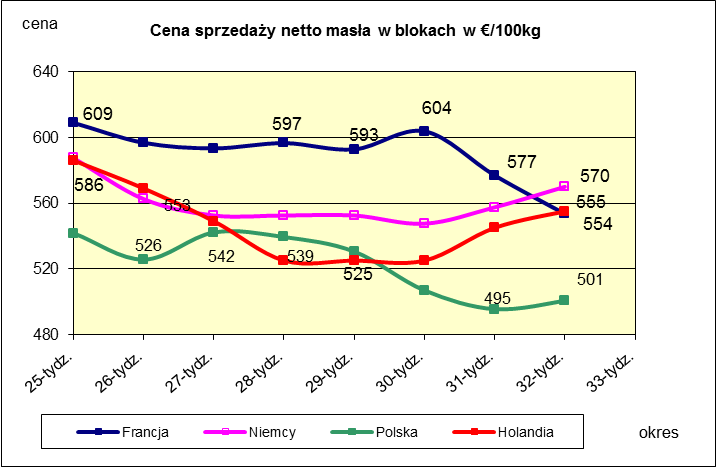 cena
Cena sprzedaży netto masła w blokach w €/100kg
640
600
560
520
480
609
597
593
604
577
570
586
553
555
554
526
542
539
525
495
501
25-tydz.
26-tydz.
27-tydz.
28-tydz.
29-tydz.
30-tydz.
31-tydz.
32-tydz.
33-tydz.
Francja Niemcy Polska Holandia
okres